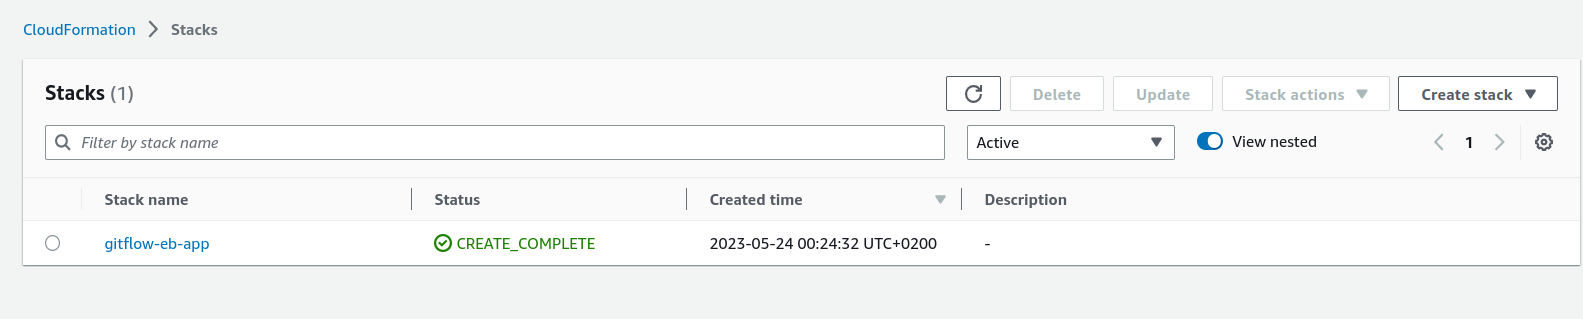 CloudFormation > Stacks
Stacks (1)
Delete
Update
Stack actions
Create stack
Filter by stack name
Active
View nested
1
Stack name Status Created time Description
gitflow-eb-app CREATE_COMPLETE 2023-05-24 00:24:32 UTC+0200 -